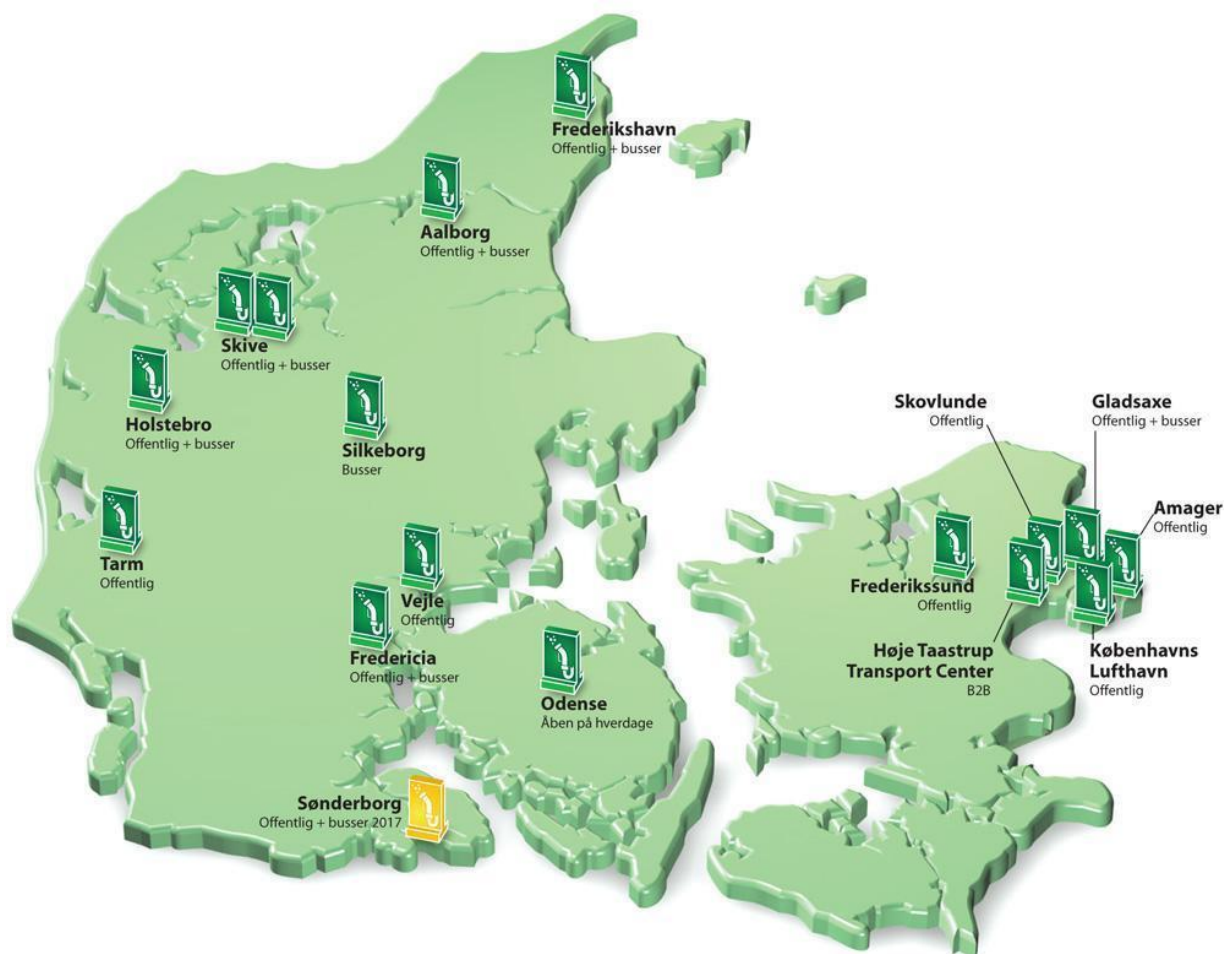 Frederikshavn
Offentlig + busser
Aalborg
Offentlig + busser
Skive
Offentlig + busser
Holstebro
Offentlig + busser
Silkeborg
Busser
Skovlunde
Offentlig
Gladsaxe
Offentlig + busser
Amager
Offentlig
Tarm
Offentlig
Vejle
Offentlig
Frederikssund
Offentlig
Fredericia
Offentlig + busser
Høje Taastrup
Transport Center
B2B
Københavns
Lufthavn
Offentlig
Odense
Åben på hverdage
Sønderborg
Offentlig + busser 2017